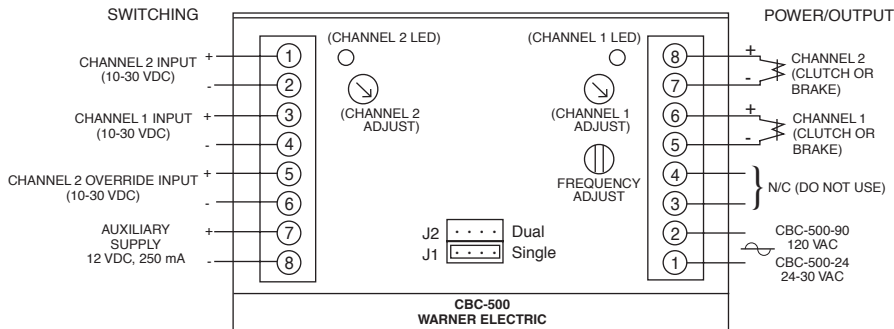 SWITCHING
POWER/OUTPUT
CHANNEL 2 INPUT
(10-30 VDC)
+
-
CHANNEL 1 INPUT
(10-30 VDC)
+
-
CHANNEL 2 OVERRIDE INPUT
(10-30 VDC)
+
-
AUXILIARY
SUPPLY
12 VDC, 250 mA
+
-
1
2
3
4
5
6
7
8
(CHANNEL 2 LED)
(CHANNEL 2
ADJUST)
(CHANNEL 1 LED)
(CHANNEL 1
ADJUST)
FREQUENCY
ADJUST
J2 Dual
J1 Single
8
7
6
5
4
3
2
1
+
-
CHANNEL 2
(CLUTCH OR
BRAKE)
+
-
CHANNEL 1
(CLUTCH OR
BRAKE)
N/C (DO NOT USE)
CBC-500-90
120 VAC
CBC-500-24
24-30 VAC
CBC-500
WARNER ELECTRIC